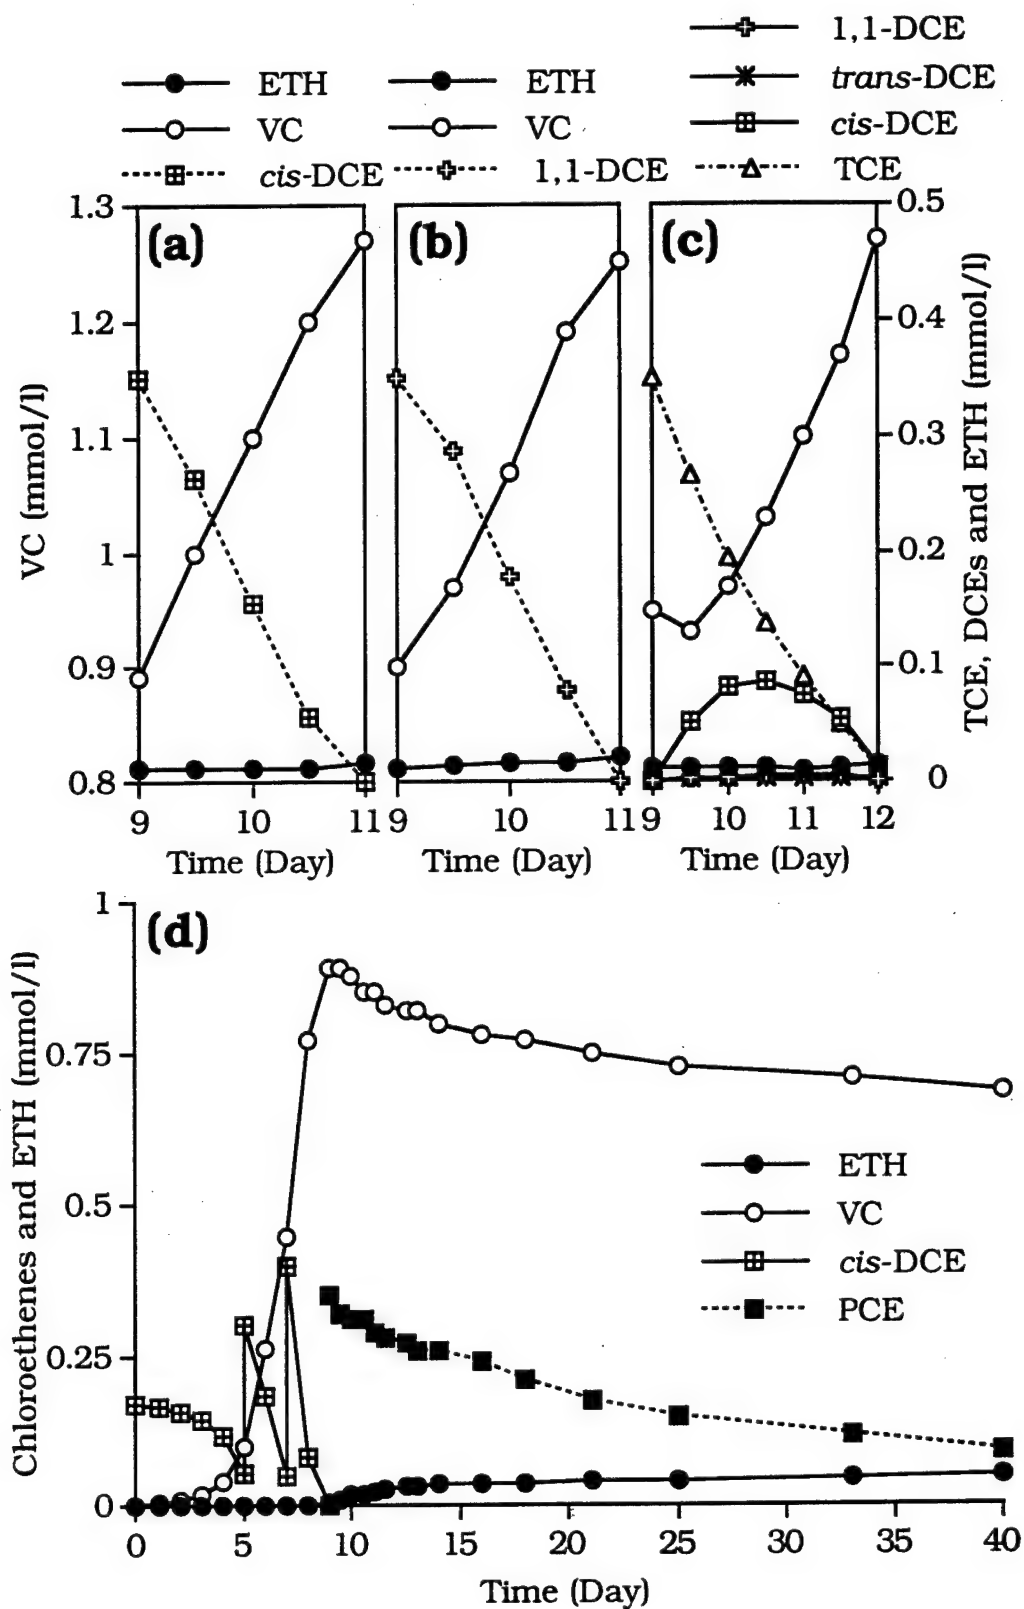 1,1-DCE
ETH ETH trans-DCE
VC VC cis-DCE
cis-DCE 1,1-DCE TCE
1.3 (a) (b) (c) 0.5
1.2 0.4
1.1 0.3
1 0.2
0.9 0.1
0.8 0
VC (mmol/l)
TCE, DCEs and ETH (mmol/l)
9 10 11 9 10 11 9 10 11 12
Time (Day) Time (Day) Time (Day)
(d)
1
0.75
0.5
0.25
0
Chloroethenes and ETH (mmol/l)
ETH
VC
cis-DCE
PCE
0 5 10 15 20 25 30 35 40
Time (Day)